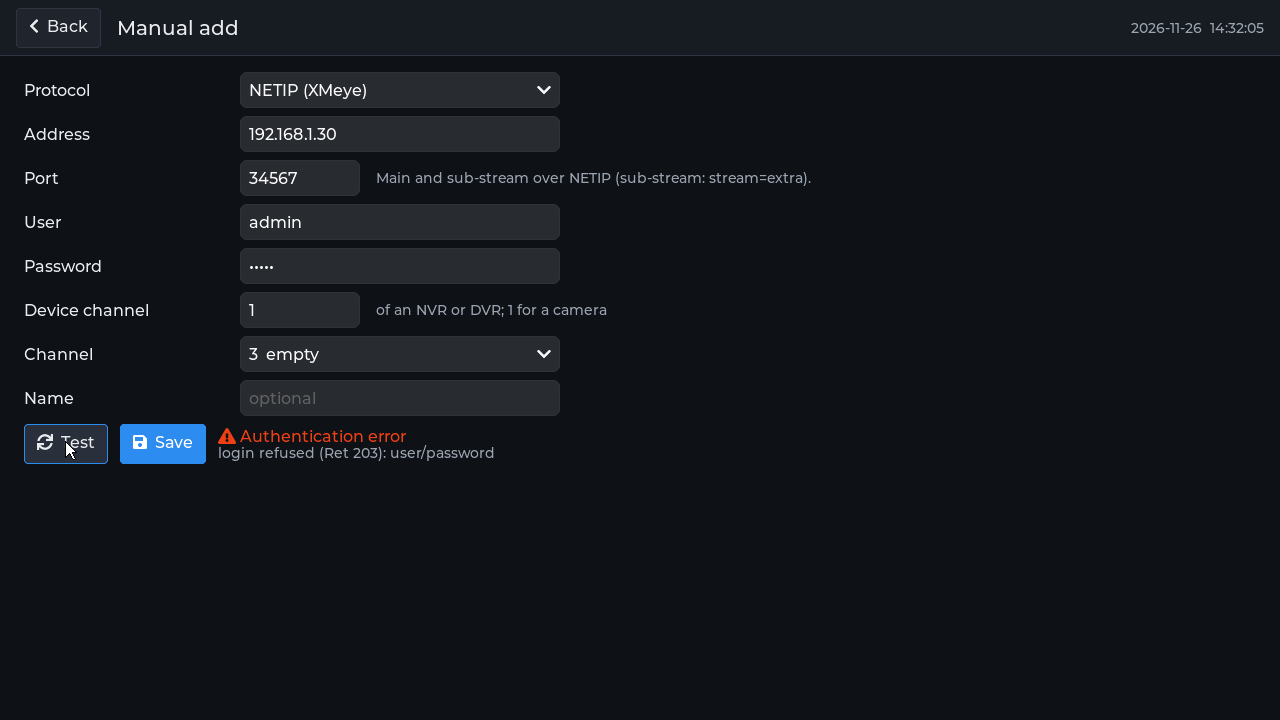 Back
Manual add
2026-11-26 14:32:05
Protocol
NETIP (XMeye)
Address
192.168.1.30
Port
34567
Main and sub-stream over NETIP (sub-stream: stream=extra).
User
admin
Password
•••••
Device channel
1
of an NVR or DVR; 1 for a camera
Channel
3 empty
Name
optional
Test
Save
Authentication error
login refused (Ret 203): user/password